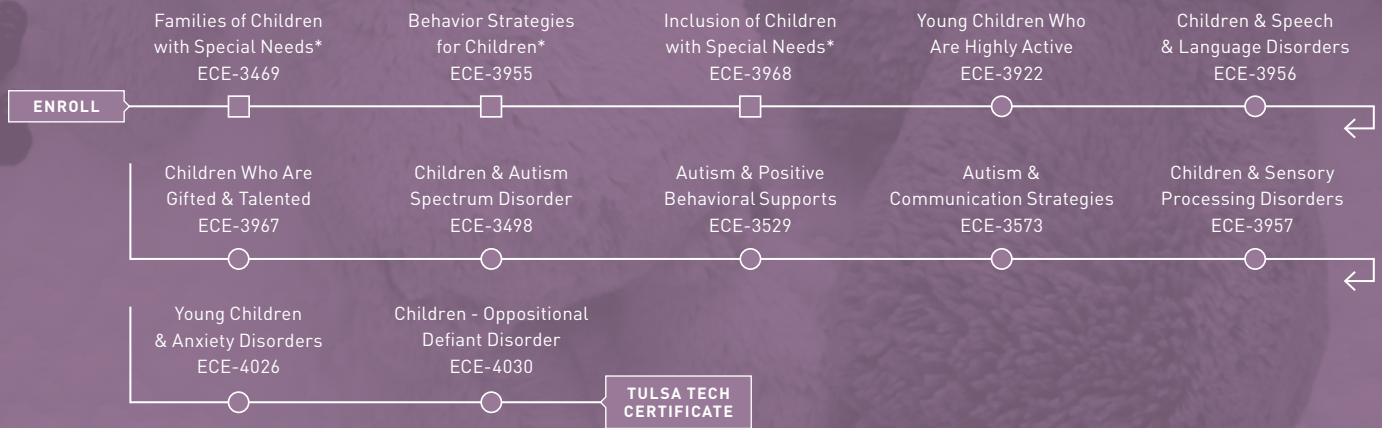 Families of Children
with Special Needs*
ECE-3469
Behavior Strategies
for Children*
ECE-3955
Inclusion of Children
with Special Needs*
ECE-3968
Young Children Who
Are Highly Active
ECE-3922
Children & Speech
& Language Disorders
ECE-3956
ENROLL
Children Who Are
Gifted & Talented
ECE-3967
Children & Autism
Spectrum Disorder
ECE-3498
Autism & Positive
Behavioral Supports
ECE-3529
Autism &
Communication Strategies
ECE-3573
Children & Sensory
Processing Disorders
ECE-3957
Young Children
& Anxiety Disorders
ECE-4026
Children - Oppositional
Defiant Disorder
ECE-4030
TULSA TECH
CERTIFICATE